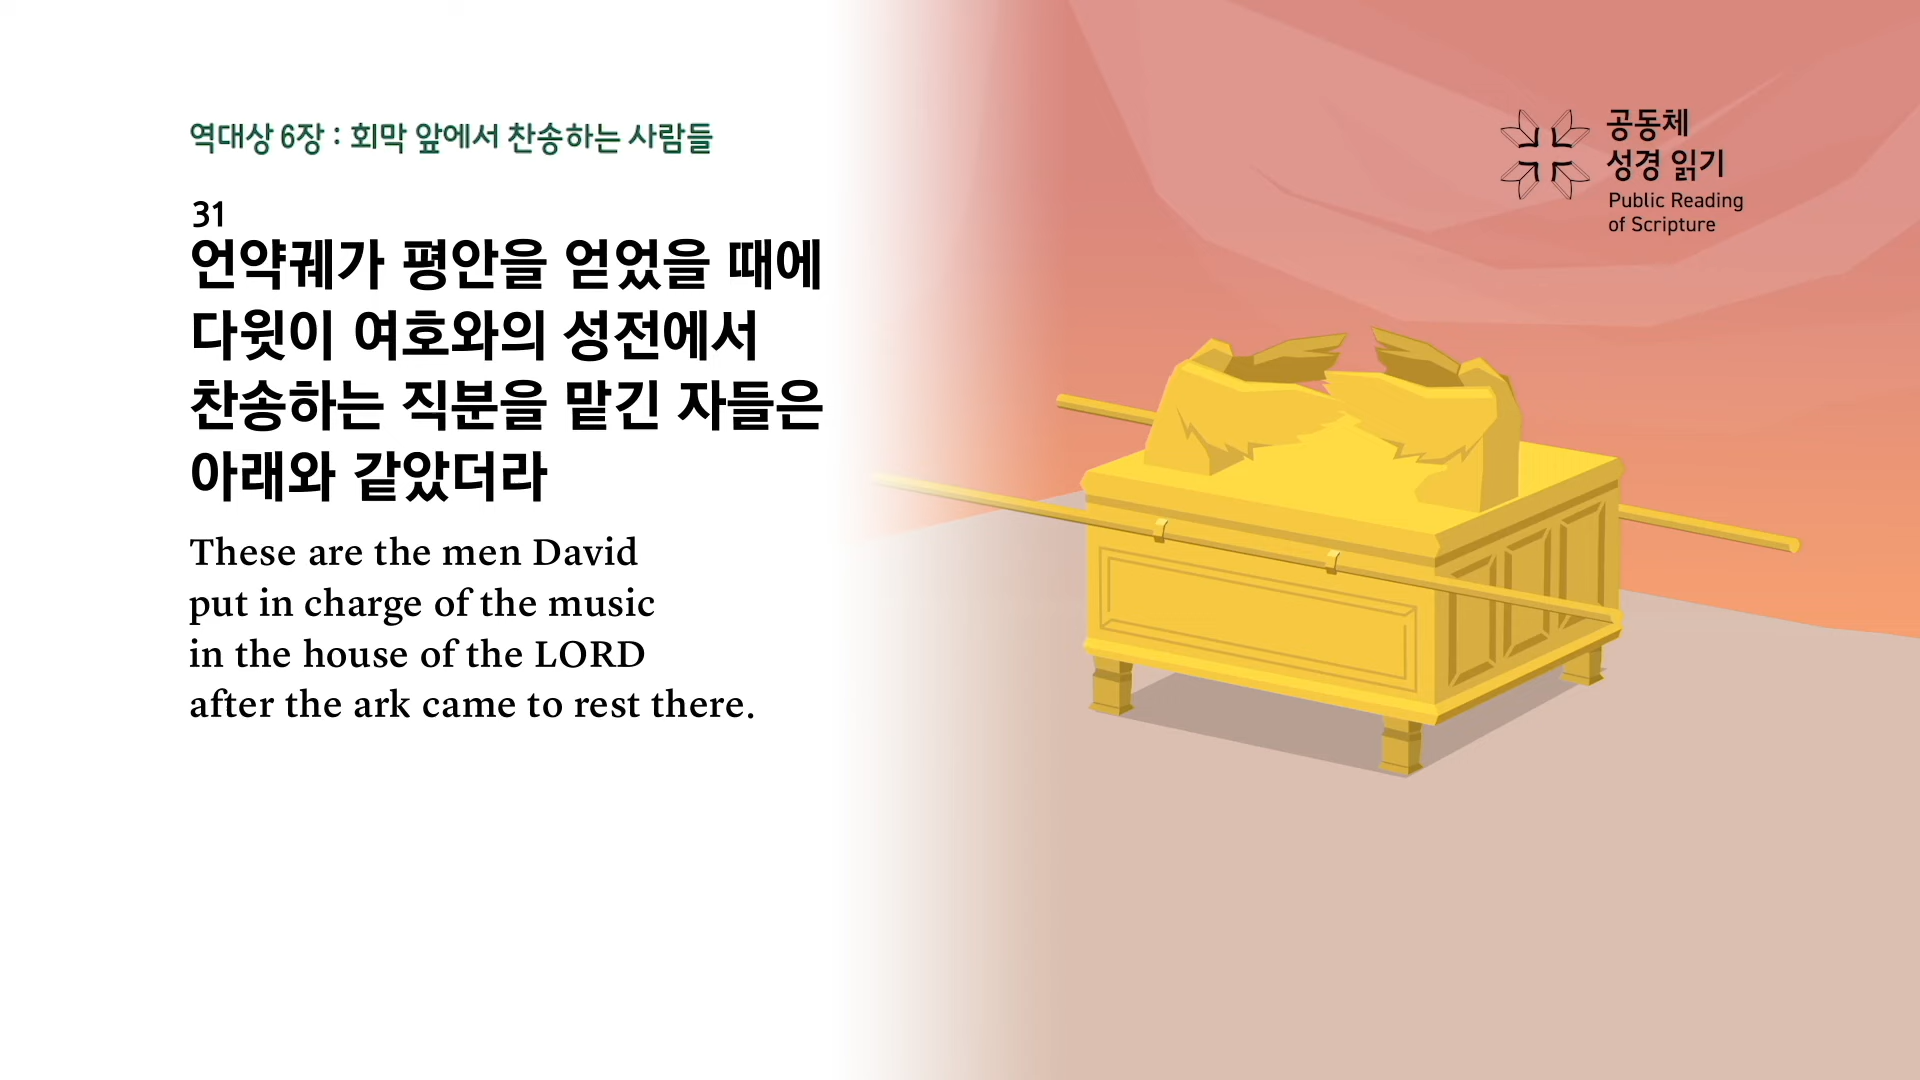 역대상 6장 : 회막 앞에서 찬송하는 사람들
31
언약궤가 평안을 얻었을 때에
다윗이 여호와의 성전에서
찬송하는 직분을 맡긴 자들은
아래와 같았더라
These are the men David
put in charge of the music
in the house of the LORD
after the ark came to rest there.
공동체
성경 읽기
Public Reading
of Scripture